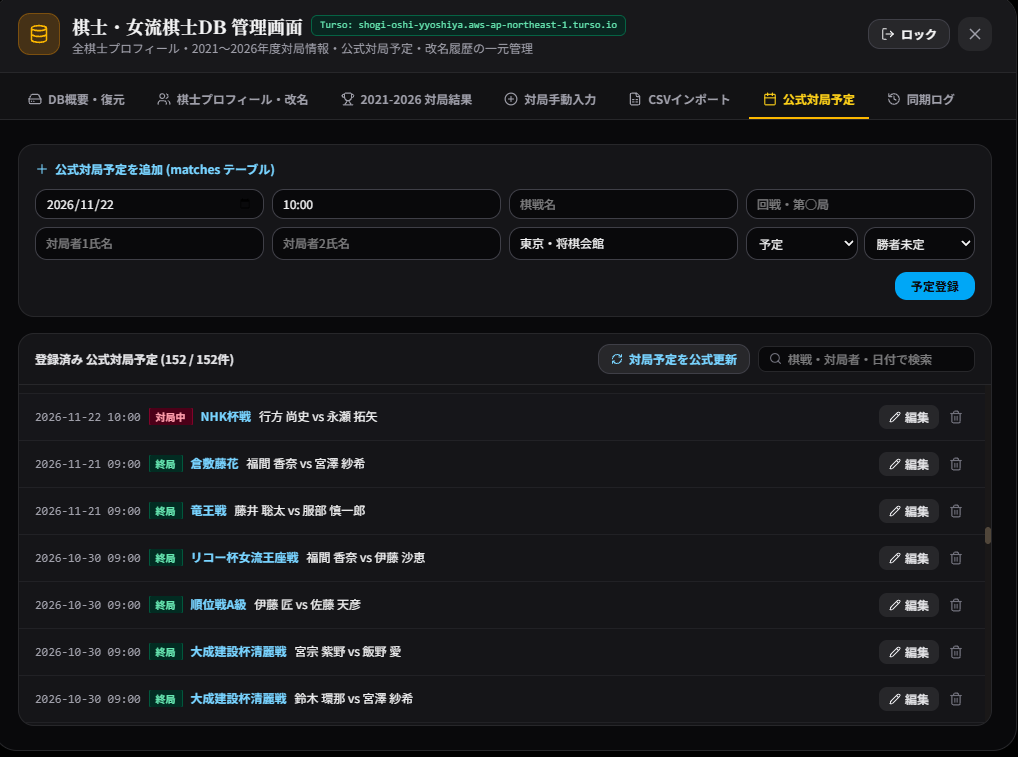 棋士・女流棋士DB 管理画面 Turso: shogi-oshi-yyoshiya.aws-ap-northeast-1.turso.io
全棋士プロフィール・2021〜2026年度対局情報・公式対局予定・改名履歴の一元管理
ロック
DB概要・復元 棋士プロフィール・改名 2021-2026 対局結果 対局手動入力 CSVインポート 公式対局予定 同期ログ
公式対局予定を追加 (matches テーブル)
2026/11/22 10:00 棋戦名 回戦・第〇局
対局者1氏名 対局者2氏名 東京・将棋会館 予定 勝者未定
予定登録
登録済み 公式対局予定 (152 / 152件) 対局予定を公式更新 棋戦・対局者・日付で検索
2026-11-22 10:00 対局中 NHK杯戦 行方 尚史 vs 永瀬 拓矢 編集
2026-11-21 09:00 終局 倉敷藤花 福間 香奈 vs 宮澤 紗希 編集
2026-11-21 09:00 終局 竜王戦 藤井 聡太 vs 服部 慎一郎 編集
2026-10-30 09:00 終局 リコー杯女流王座戦 福間 香奈 vs 伊藤 沙恵 編集
2026-10-30 09:00 終局 順位戦A級 伊藤 匠 vs 佐藤 天彦 編集
2026-10-30 09:00 終局 大成建設杯清麗戦 宮宗 紫野 vs 飯野 愛 編集
2026-10-30 09:00 終局 大成建設杯清麗戦 鈴木 環那 vs 宮澤 紗希 編集